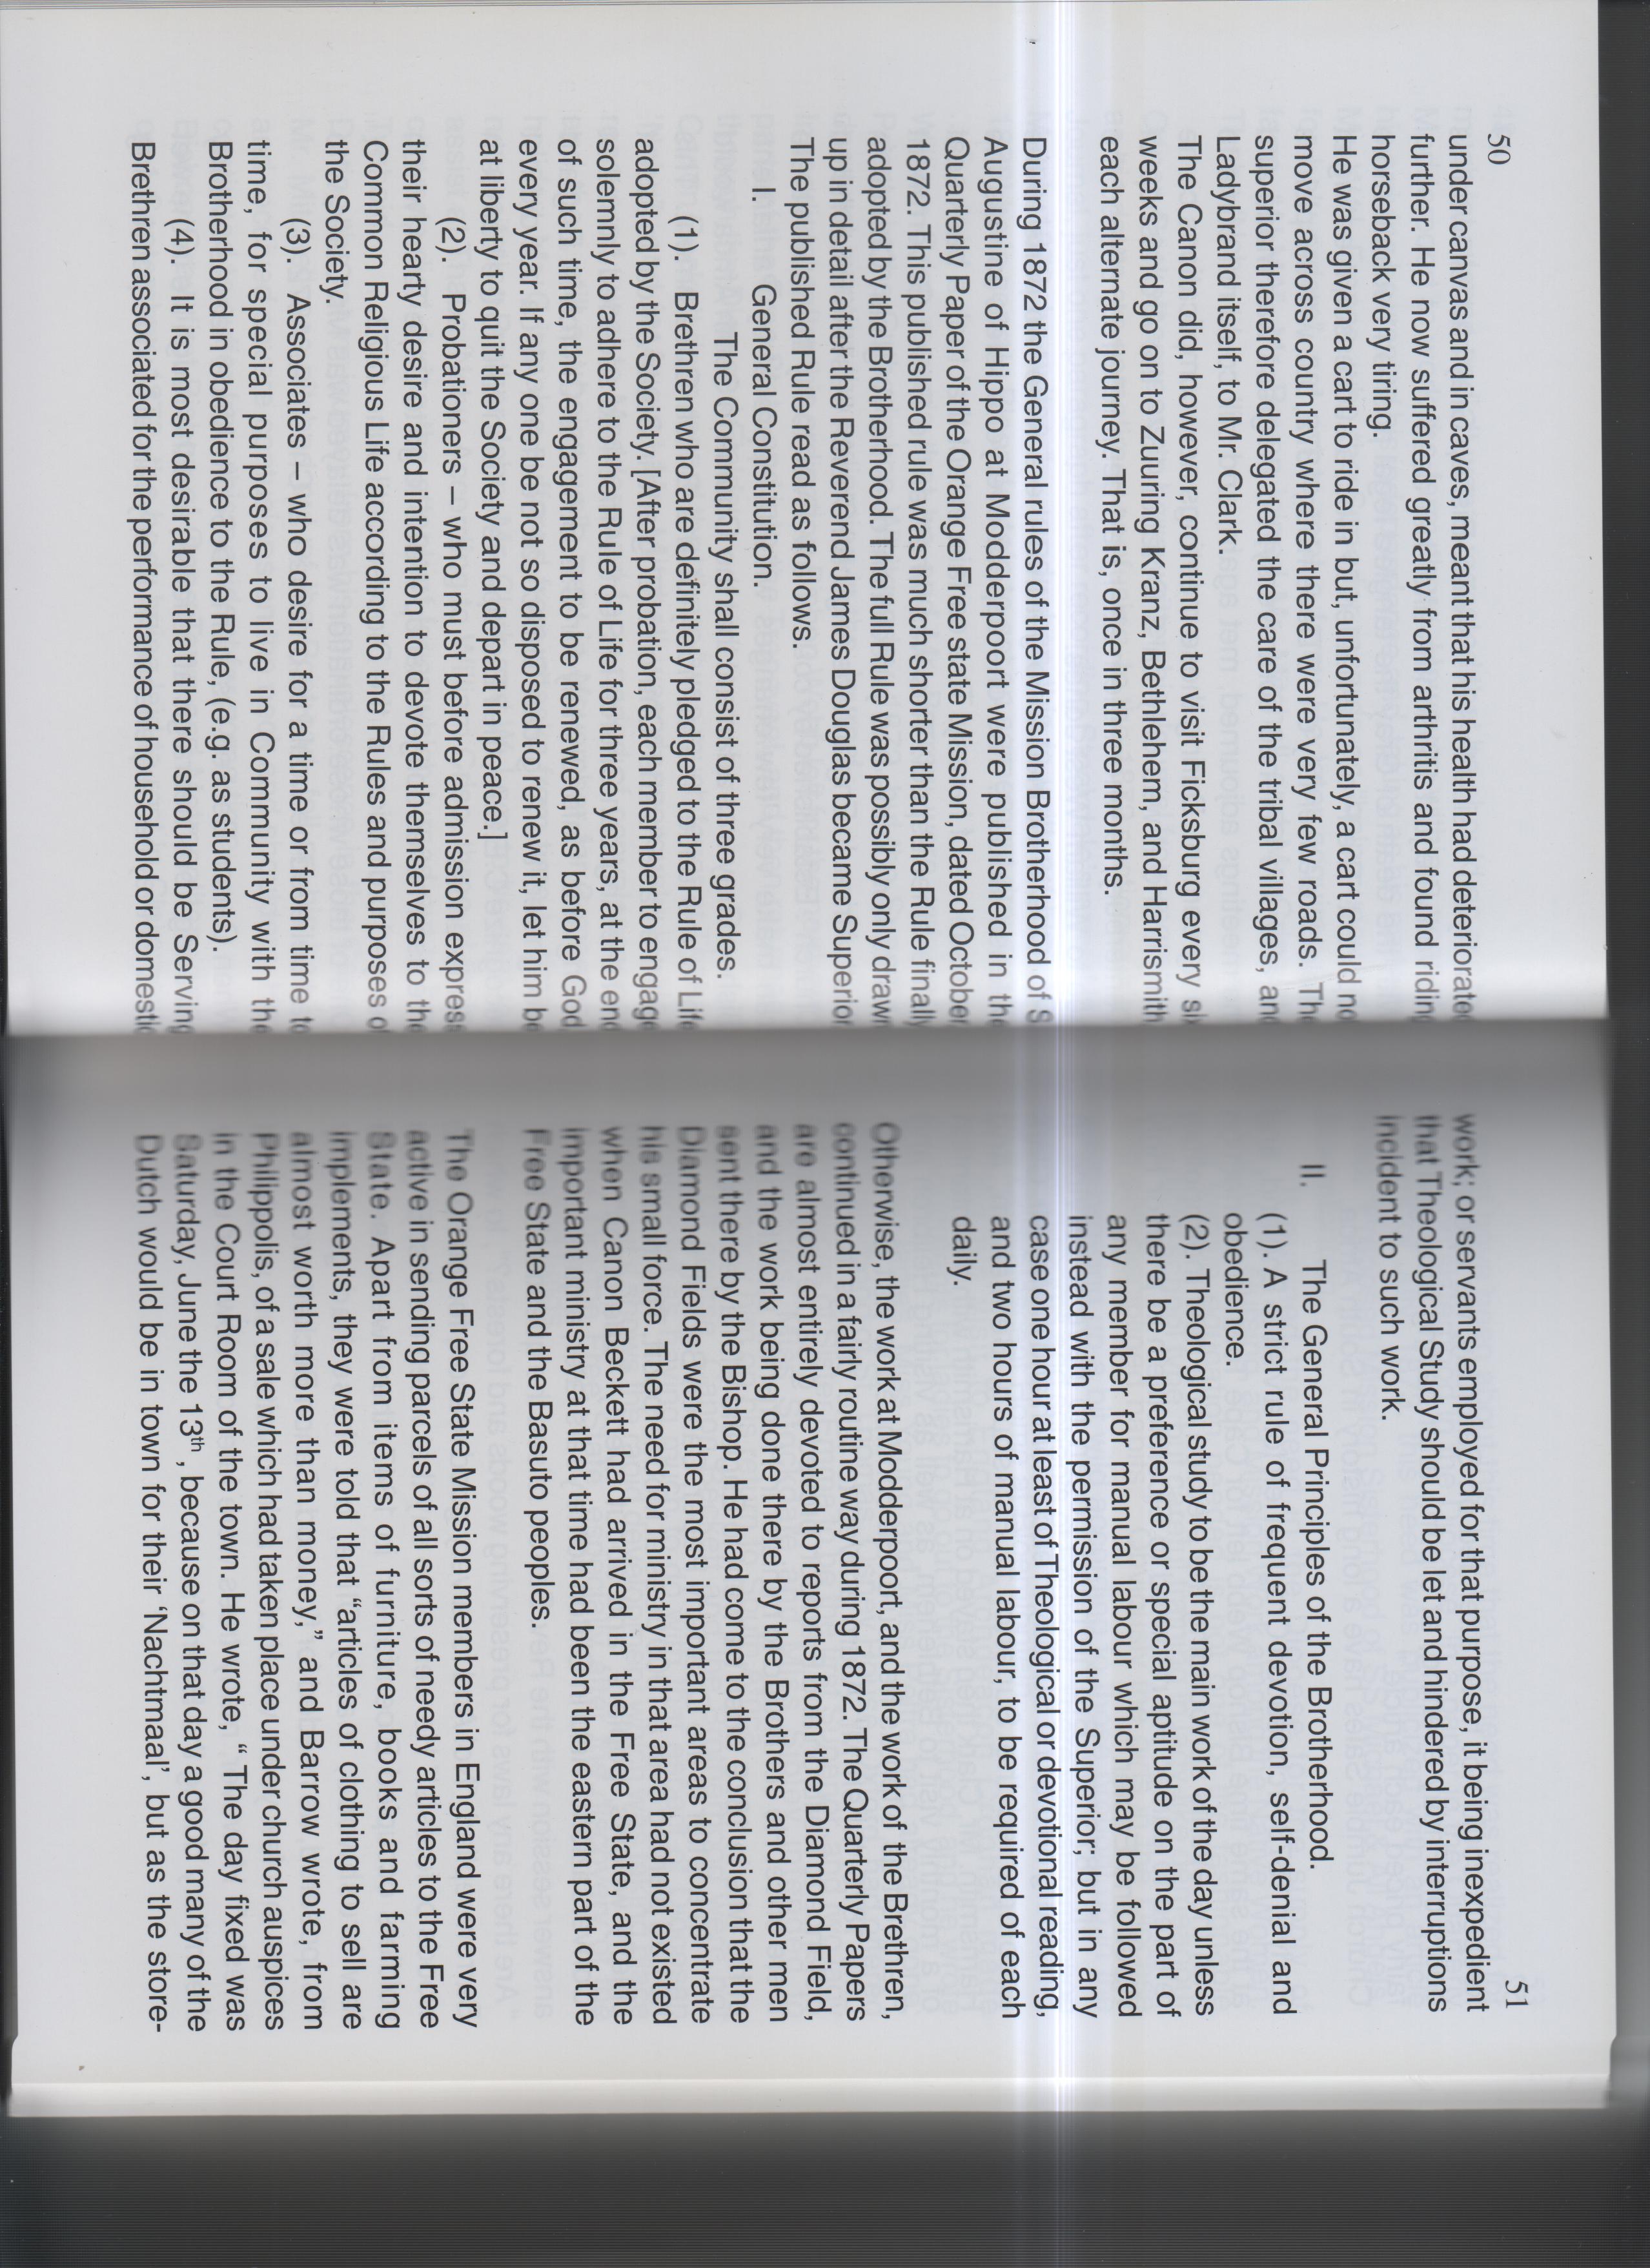 50
under canvas and in caves, meant that his health had deteriorate
further. He now suffered greatly from arthritis and found riding
horseback very tiring.
He was given a cart to ride in but, unfortunately, a cart could no
move across country where there were very few roads. The
superior therefore delegated the care of the tribal villages, and
Ladybrand itself, to Mr. Clark.
The Canon did, however, continue to visit Ficksburg every six
weeks and go on to Zuuring Kranz, Bethlehem, and Harrismith
each alternate journey. That is, once in three months.
During 1872 the General rules of the Mission Brotherhood of S
Augustine of Hippo at Modderport were published in the
Quarterly Paper of the Orange Free state Mission, dated October
1872. This published rule was much shorter than the Rule finally
adopted by the Brotherhood. The full Rule was possibly only drawn
up in detail after the Reverend James Douglas became Superior
The published Rule read as follows.
I. General Constitution.
The Community shall consist of three grades.
(1). Brethren who are definitely pledged to the Rule of Life
adopted by the Society. [After probation, each member to engage
solemnly to adhere to the Rule of Life for three years, at the end
of such time, the engagement to be renewed, as before God
every year. If any one be not so disposed to renew it, let him be
at liberty to quit the Society and depart in peace.]
(2). Probationers – who must before admission express
their hearty desire and intention to devote themselves to the
Common Religious Life according to the Rules and purposes of
the Society.
(3). Associates – who desire for a time or from time to
time, for special purposes to live in Community with the
Brotherhood in obedience to the Rule, (e.g. as students).
(4). It is most desirable that there should be Serving
Brethren associated for the performance of household or domestic
51
work; or servants employed for that purpose, it being inexpedient
that Theological Study should be let and hindered by interruptions
incident to such work.
II. The General Principles of the Brotherhood.
(1). A strict rule of frequent devotion, self-denial and
obedience.
(2). Theological study to be the main work of the day unless
there be a preference or special aptitude on the part of
any member for manual labour which may be followed
instead with the permission of the Superior; but in any
case one hour at least of Theological or devotional reading,
and two hours of manual labour, to be required of each
daily.
Otherwise, the work at Modderport, and the work of the Brethren,
continued in a fairly routine way during 1872. The Quarterly Papers
are almost entirely devoted to reports from the Diamond Field,
and the work being done there by the Brothers and other men
sent there by the Bishop. He had come to the conclusion that the
Diamond Fields were the most important areas to concentrate
his small force. The need for ministry in that area had not existed
when Canon Beckett had arrived in the Free State, and the
important ministry at that time had been the eastern part of the
Free State and the Basuto peoples.
The Orange Free State Mission members in England were very
active in sending parcels of all sorts of needy articles to the Free
State. Apart from items of furniture, books and farming
implements, they were told that “articles of clothing to sell are
almost worth more than money,” and Barrow wrote, from
Philippolis, of a sale which had taken place under church auspices
in the Court Room of the town. He wrote, “ The day fixed was
Saturday, June the 13th , because on that day a good many of the
Dutch would be in town for their ‘Nachtmaal’, but as the store-